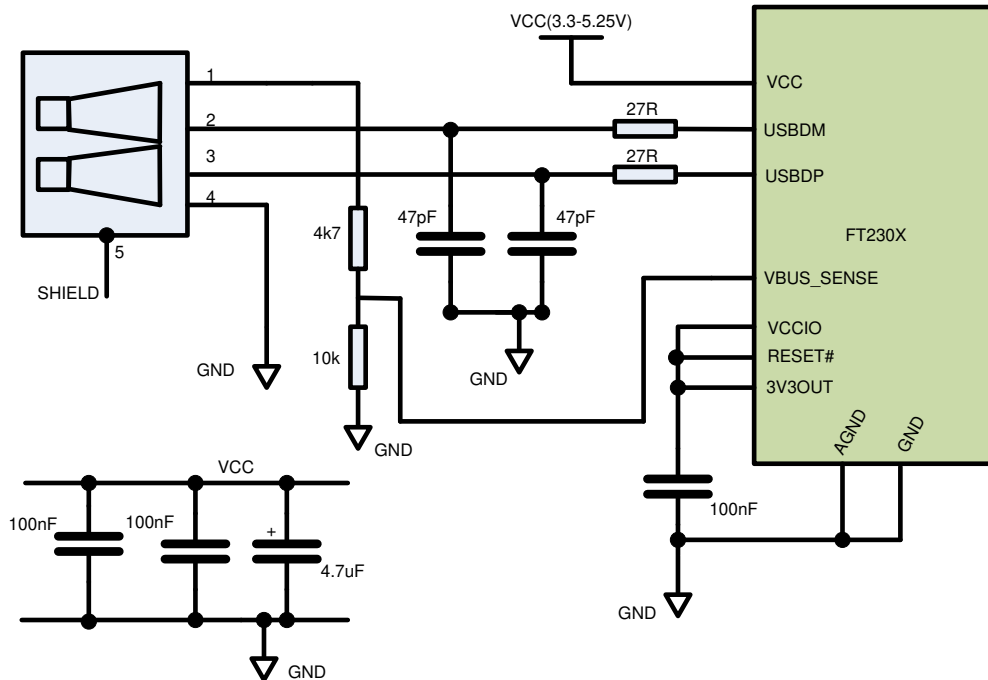 VCC(3.3-5.25V)
1
VCC
27R
2
USBDM
27R
3
USBDP
4
47pF
47pF
4k7
FT230X
5
SHIELD
VBUS_SENSE
VCCIO
10k
RESET#
GND
GND
3V3OUT
AGND
GND
GND
VCC
100nF
100nF
100nF
+
4.7uF
GND
GND